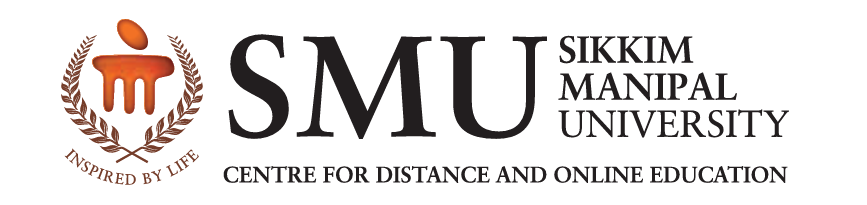 SMU
SIKKIM
MANIPAL
UNIVERSITY
INSPIRED BY LIFE
CENTRE FOR DISTANCE AND ONLINE EDUCATION